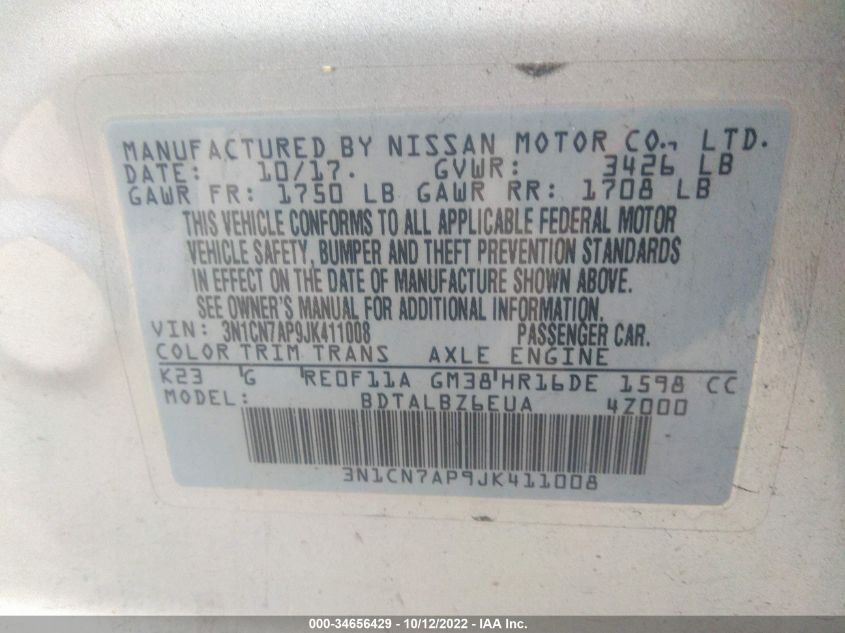 MANUFACTURED BY NISSAN MOTOR CO., LTD.
DATE: 10/17. GVWR: 3426 LB
GAWR FR: 1750 LB GAWR RR: 1708 LB
THIS VEHICLE CONFORMS TO ALL APPLICABLE FEDERAL MOTOR
VEHICLE SAFETY, BUMPER AND THEFT PREVENTION STANDARDS
IN EFFECT ON THE DATE OF MANUFACTURE SHOWN ABOVE.
SEE OWNER'S MANUAL FOR ADDITIONAL INFORMATION.
VIN: 3N1CN7AP9JK411008 PASSENGER CAR.
COLOR TRIM TRANS AXLE ENGINE
K23 G RE0F11A GM38 HR16DE 1598 CC
MODEL: BDTALBZ6EUA 4Z000
3N1CN7AP9JK411008
000-34656429 - 10/12/2022 - IAA Inc.